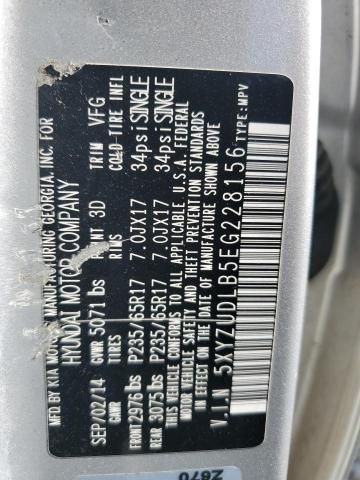 MFD BY KIA MOTORS MANUFACTURING GEORGIA, INC. FOR
HYUNDAI MOTOR COMPANY
SEP/02/14 GVWR 5071 lbs PAINT 3D TRIM VFG
GAWR TIRES RIMS COLD TIRE INFL
FRONT 2976 lbs P235/65R17 7.0JX17 34psi SINGLE
REAR 3075 lbs P235/65R17 7.0JX17 34psi SINGLE
THIS VEHICLE CONFORMS TO ALL APPLICABLE U.S.A. FEDERAL
MOTOR VEHICLE SAFETY AND THEFT PREVENTION STANDARDS
IN EFFECT ON THE DATE OF MANUFACTURE SHOWN ABOVE.
V.I.N. 5XYZUDLB5EG228156 TYPE: MPV